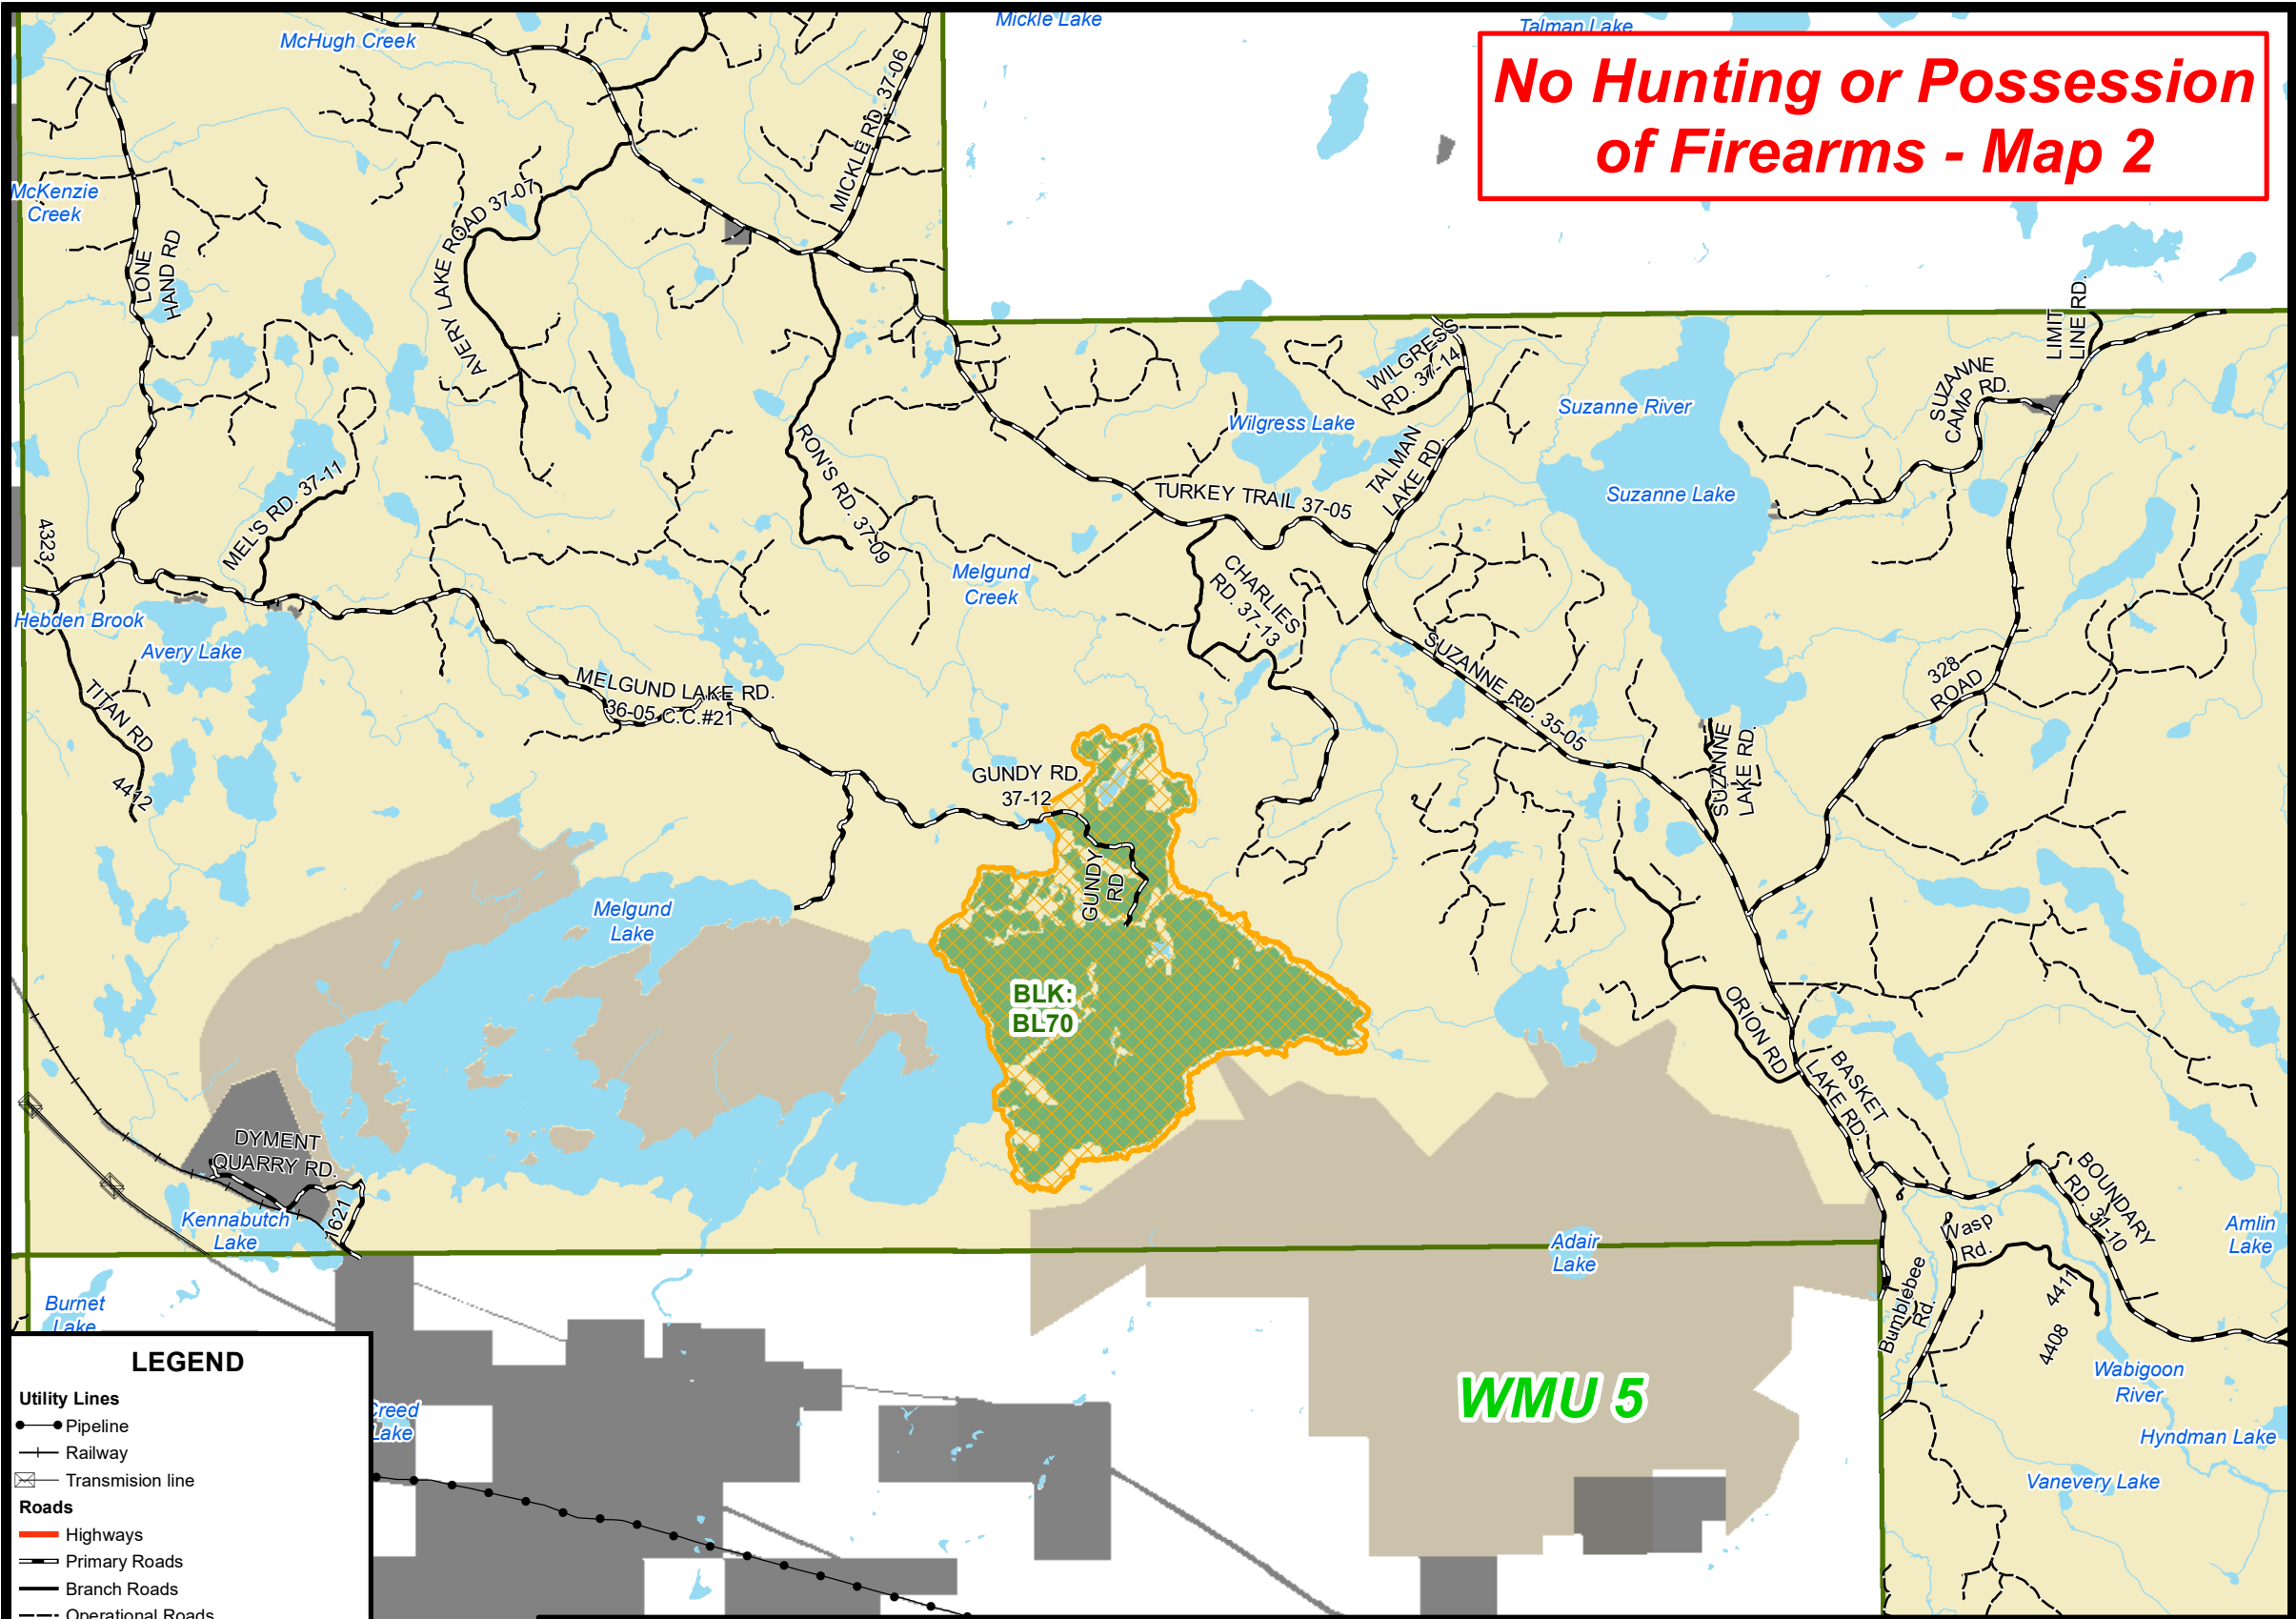 Mickle Lake
Talman Lake
McHugh Creek
No Hunting or Possession
of Firearms - Map 2
MICKLE RD. 37-06
McKenzie
Creek
AVERY LAKE ROAD 37-07
LONE
HAND RD
LIMIT
LINE RD.
WILGRESS
RD. 37-14
SUZANNE
CAMP RD.
Suzanne River
Wilgress Lake
TALMAN
LAKE RD.
RON'S RD. 37-09
MEL'S RD. 37-11
TURKEY TRAIL 37-05
Suzanne Lake
4323
Melgund
Creek
CHARLIES
RD. 37-13
Hebden Brook
Avery Lake
SUZANNE RD. 35-05
328
ROAD
TITAN RD
MELGUND LAKE RD.
36-05 C.C.#21
SUZANNE
LAKE RD.
4412
GUNDY RD.
37-12
GUNDY
RD
Melgund
Lake
BLK:
BL70
ORION RD
BASKET
LAKE RD.
DYMENT
QUARRY RD.
BOUNDARY
RD. 31-10
Kennabutch
Lake
1621
Wasp
Rd.
Amlin
Lake
Adair
Lake
Bumblebee
Rd.
4411
4408
Burnet
Lake
Wabigoon
River
WMU 5
Creed
Lake
Hyndman Lake
Vanevery Lake
LEGEND
Utility Lines
Pipeline
Railway
Transmision line
Roads
Highways
Primary Roads
Branch Roads
Operational Roads